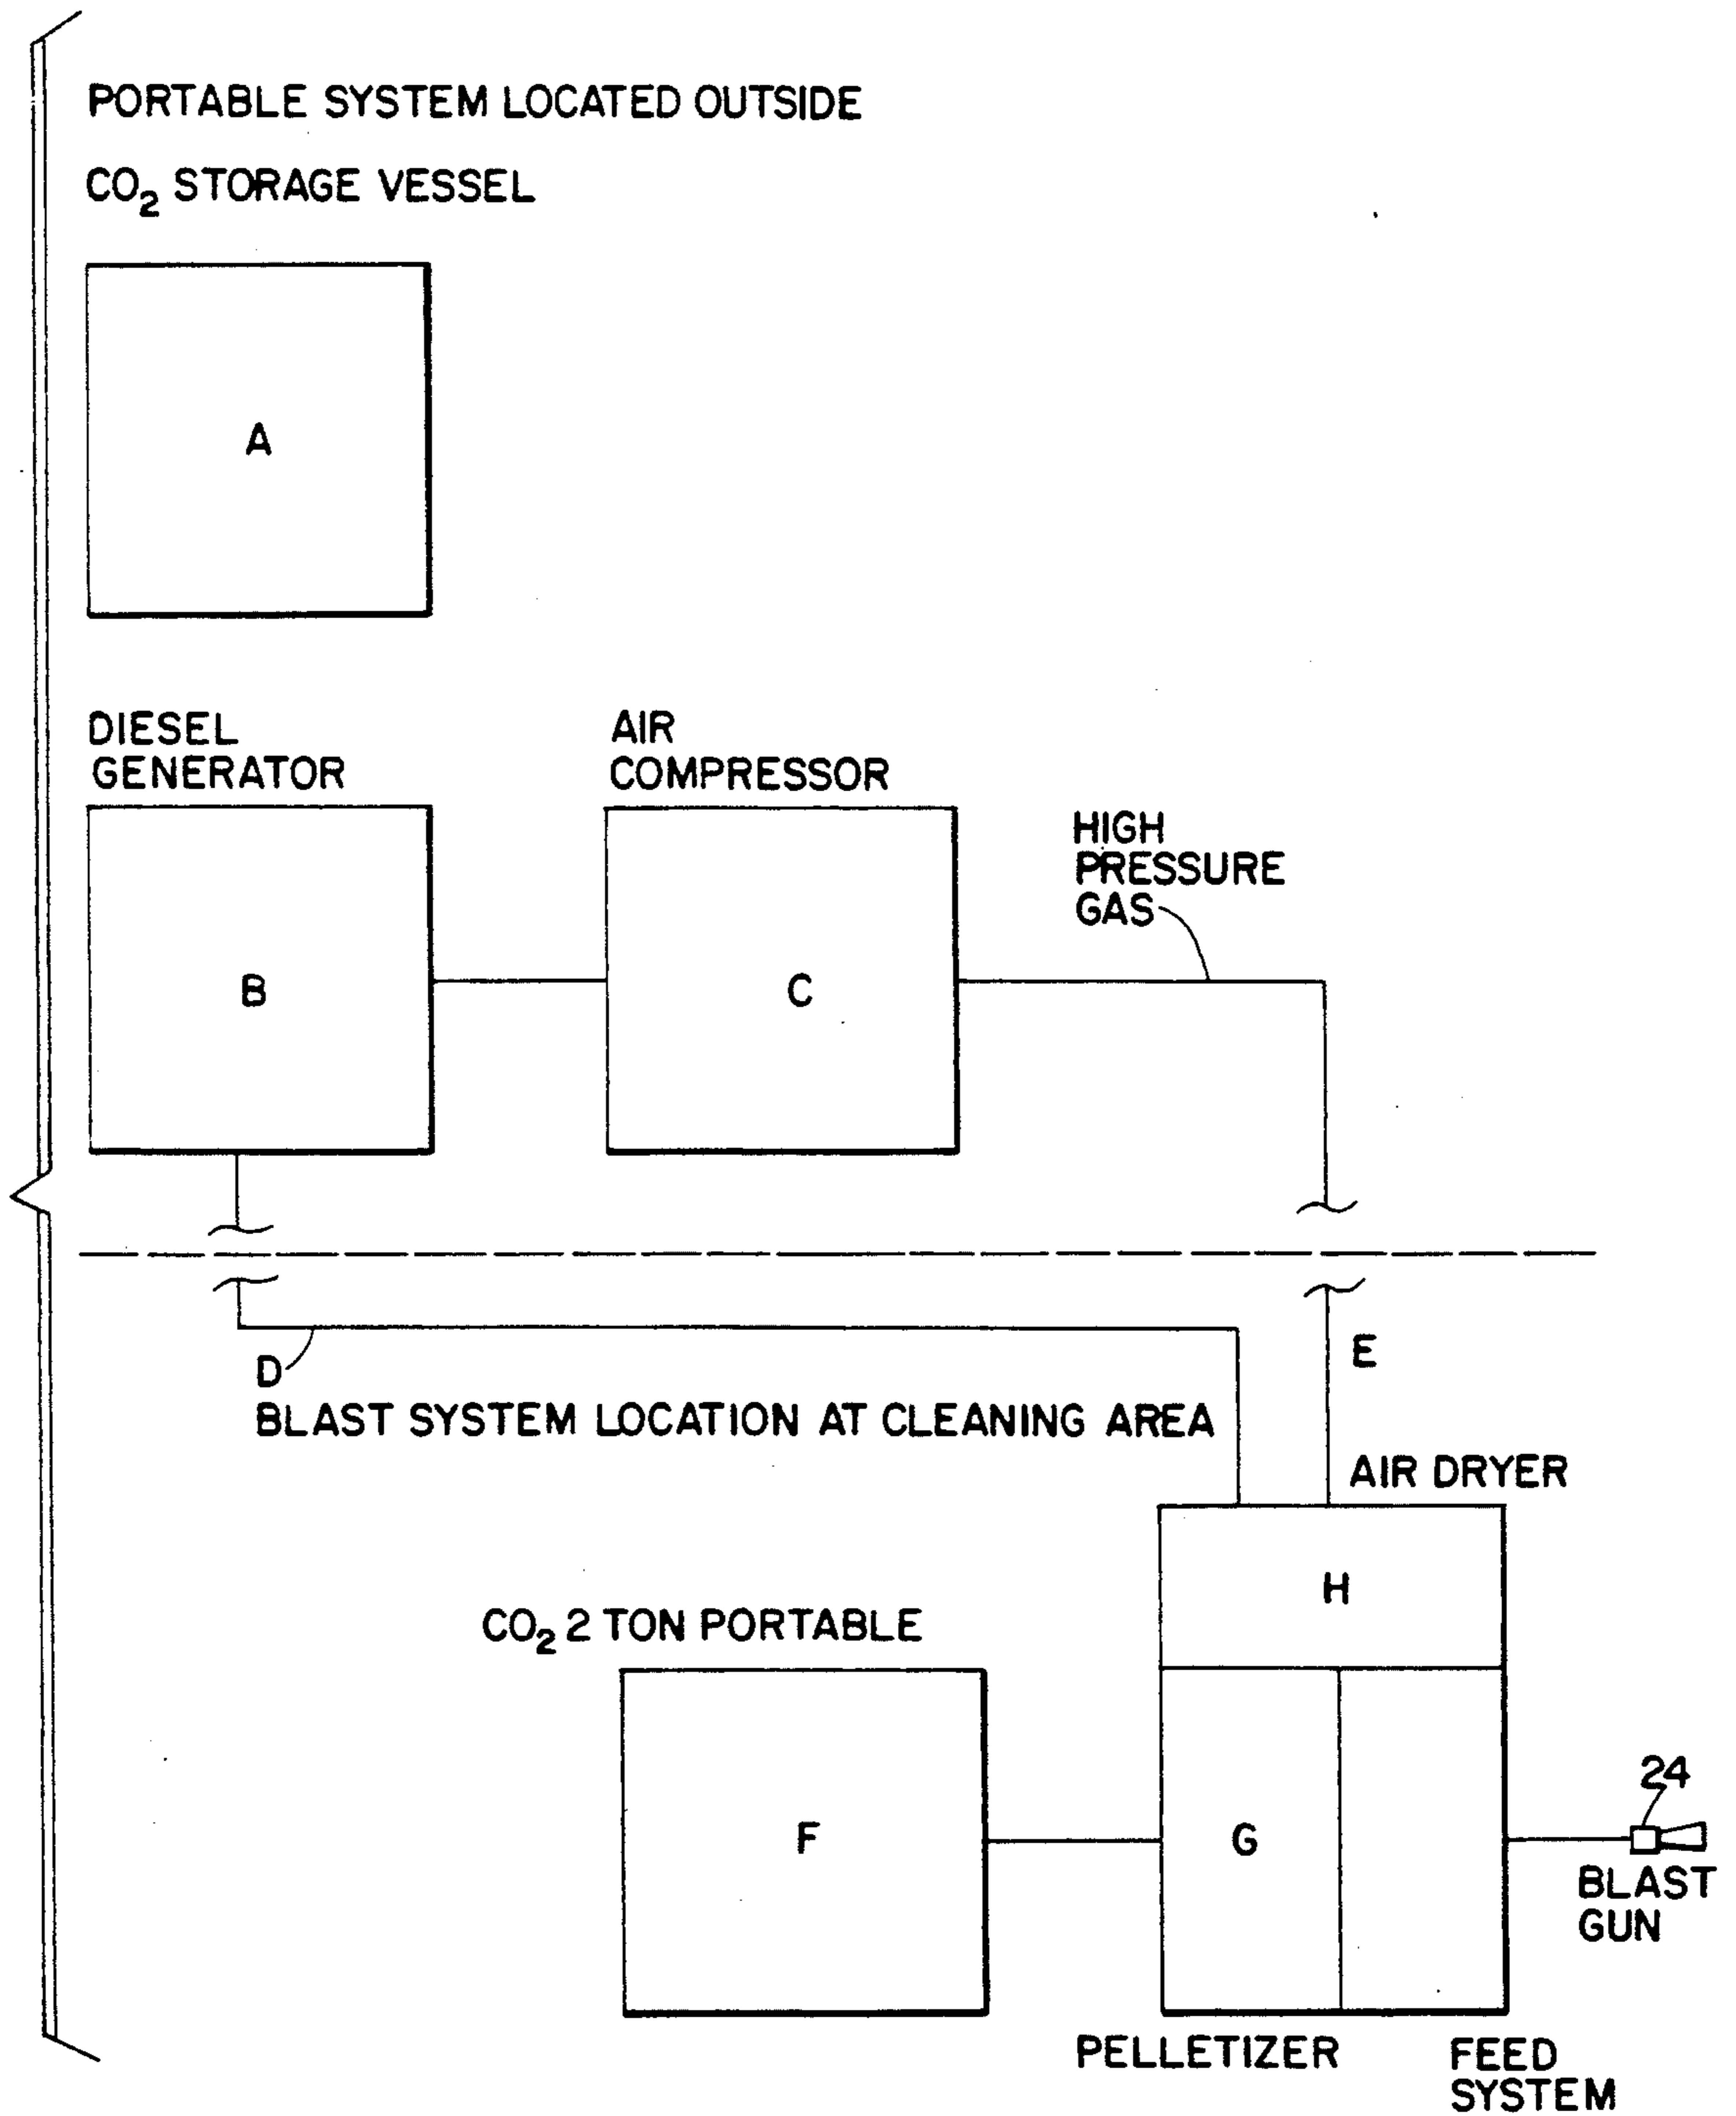 PORTABLE SYSTEM LOCATED OUTSIDE
CO₂ STORAGE VESSEL
A
DIESEL
GENERATOR
AIR
COMPRESSOR
HIGH
PRESSURE
GAS
B
C
D
E
BLAST SYSTEM LOCATION AT CLEANING AREA
AIR DRYER
H
CO₂ 2 TON PORTABLE
F
G
24
BLAST
GUN
PELLETIZER
FEED
SYSTEM